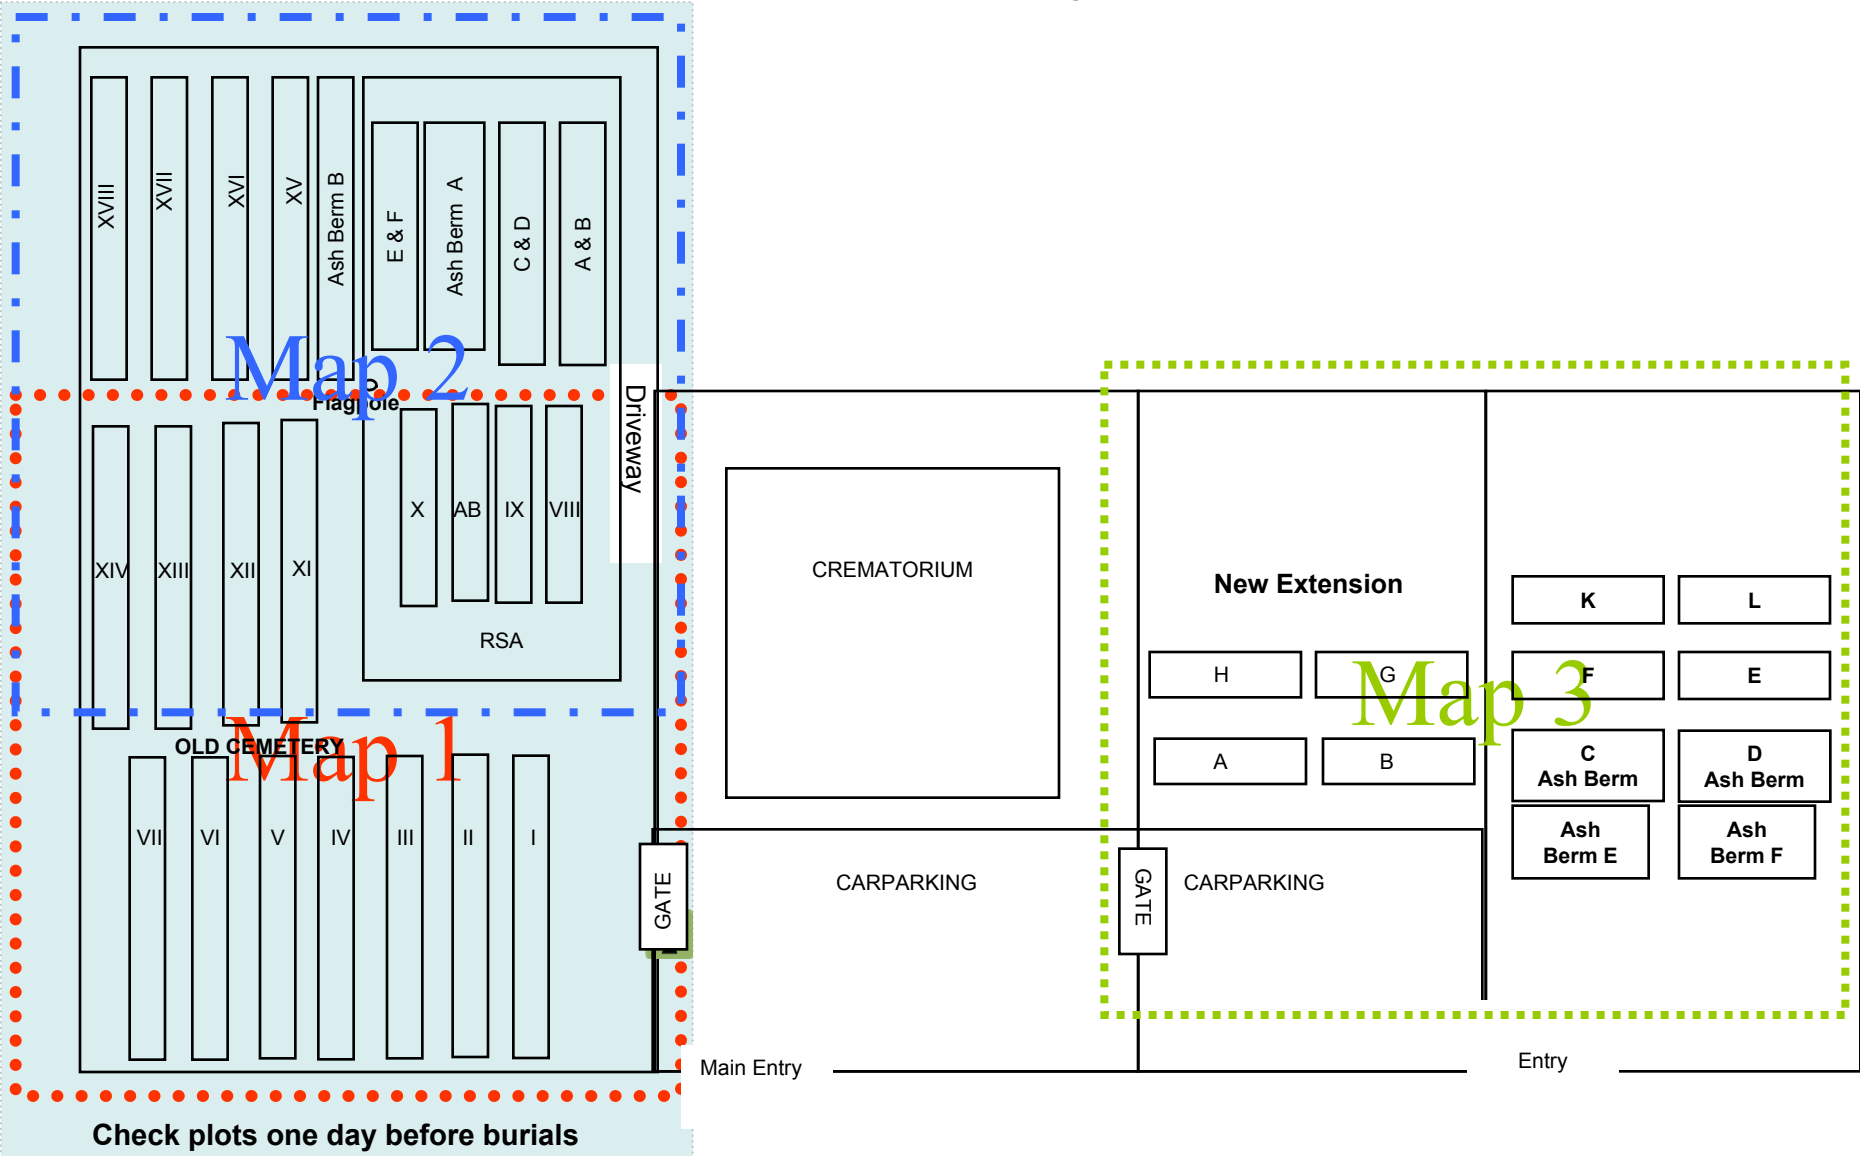 XVIII
XVII
XVI
XV
Ash Berm B
E & F
Ash Berm A
C & D
A & B
Map 2
Flagpole
Driveway
X
AB
IX
VIII
XIV
XIII
XII
XI
RSA
Map 1
OLD CEMETERY
VII
VI
V
IV
III
II
I
GATE
CREMATORIUM
CARPARKING
GATE
CARPARKING
New Extension
H
G
A
B
Map 3
K
L
F
E
C
Ash Berm
D
Ash Berm
Ash
Berm E
Ash
Berm F
Main Entry
Entry
Check plots one day before burials